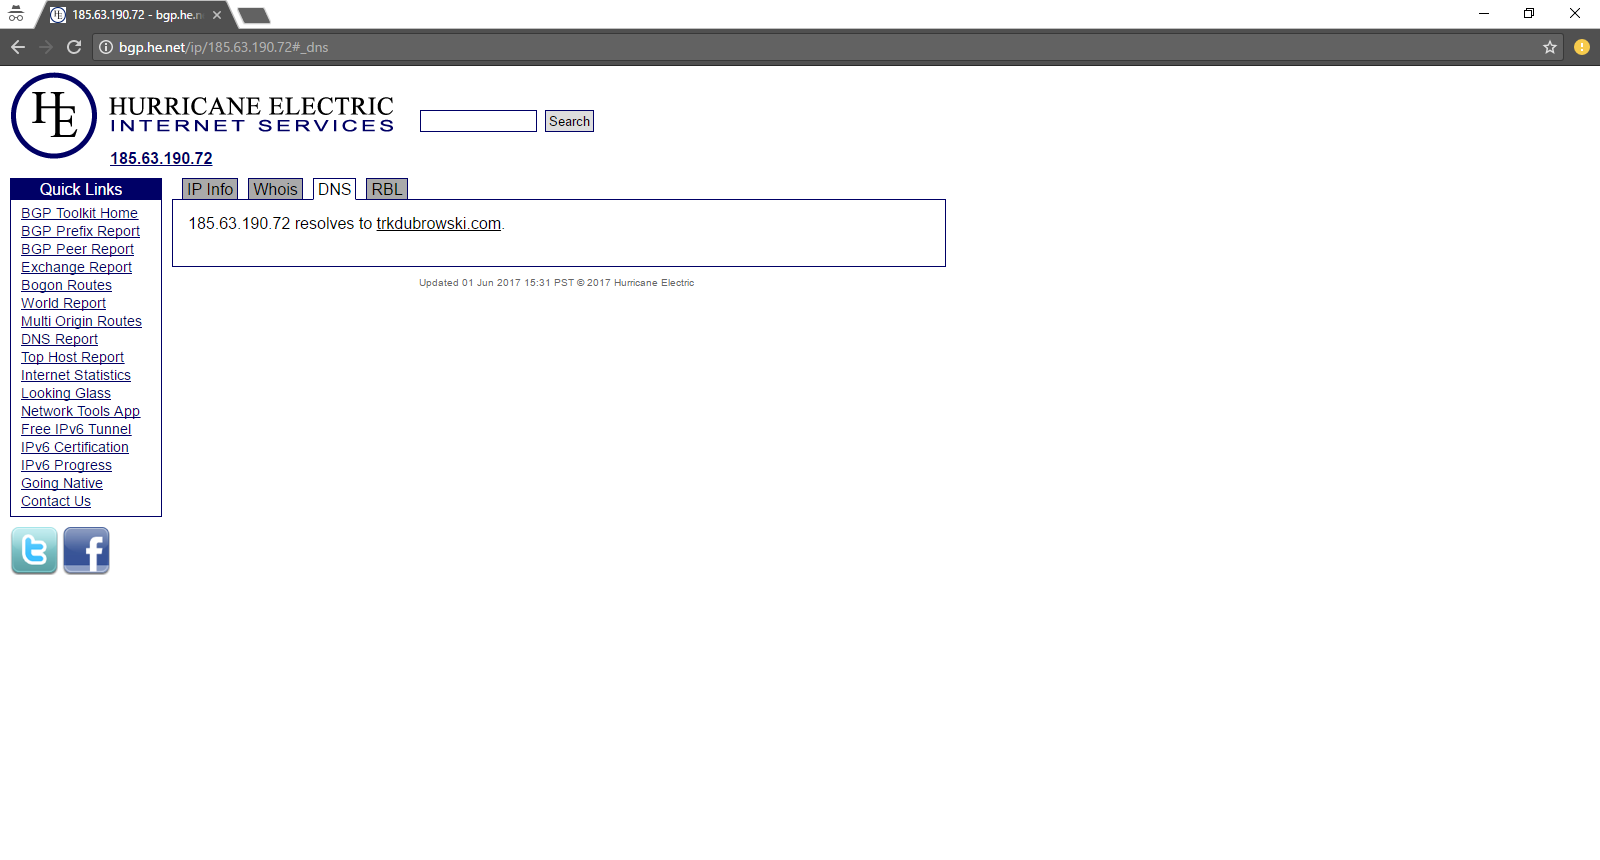 185.63.190.72 - bgp.he.n
bgp.he.net/ip/185.63.190.72#_dns
HE
HURRICANE ELECTRIC
INTERNET SERVICES
Search
185.63.190.72
Quick Links
BGP Toolkit Home
BGP Prefix Report
BGP Peer Report
Exchange Report
Bogon Routes
World Report
Multi Origin Routes
DNS Report
Top Host Report
Internet Statistics
Looking Glass
Network Tools App
Free IPv6 Tunnel
IPv6 Certification
IPv6 Progress
Going Native
Contact Us
IP Info Whois DNS RBL
185.63.190.72 resolves to trkdubrowski.com.
Updated 01 Jun 2017 15:31 PST © 2017 Hurricane Electric